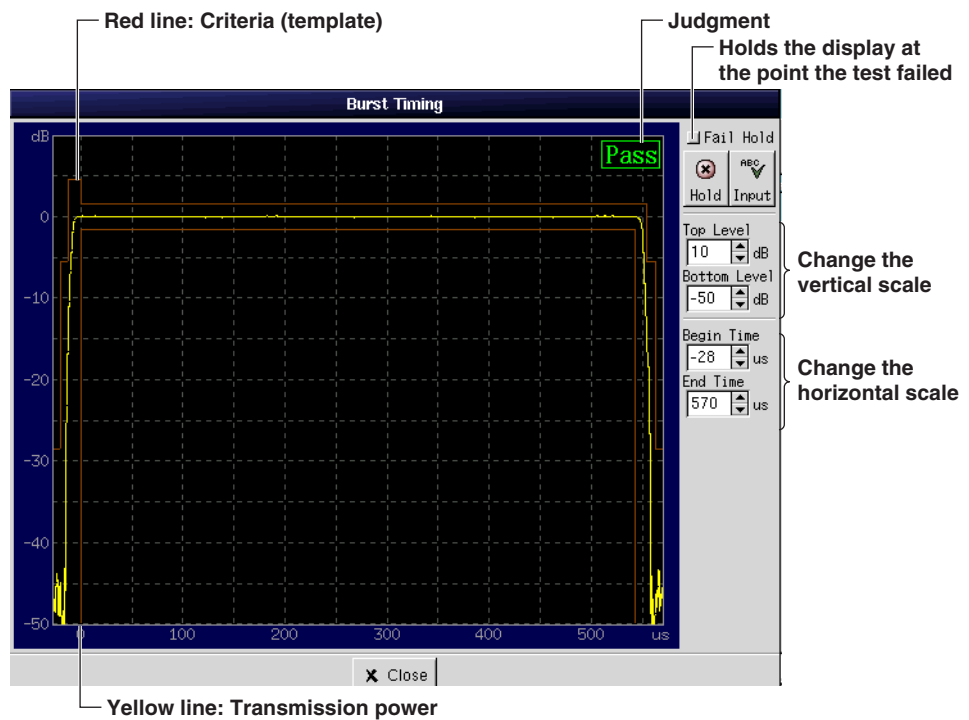 Red line: Criteria (template)
Judgment
Holds the display at
the point the test failed
Burst Timing
dB
Pass
Fail Hold
Hold
ABC
Input
0
-10
-20
-30
-40
-50
0
100
200
300
400
500
us
Top Level
10 dB
Bottom Level
-50 dB
Change the
vertical scale
Begin Time
-28 us
End Time
570 us
Change the
horizontal scale
Close
Yellow line: Transmission power